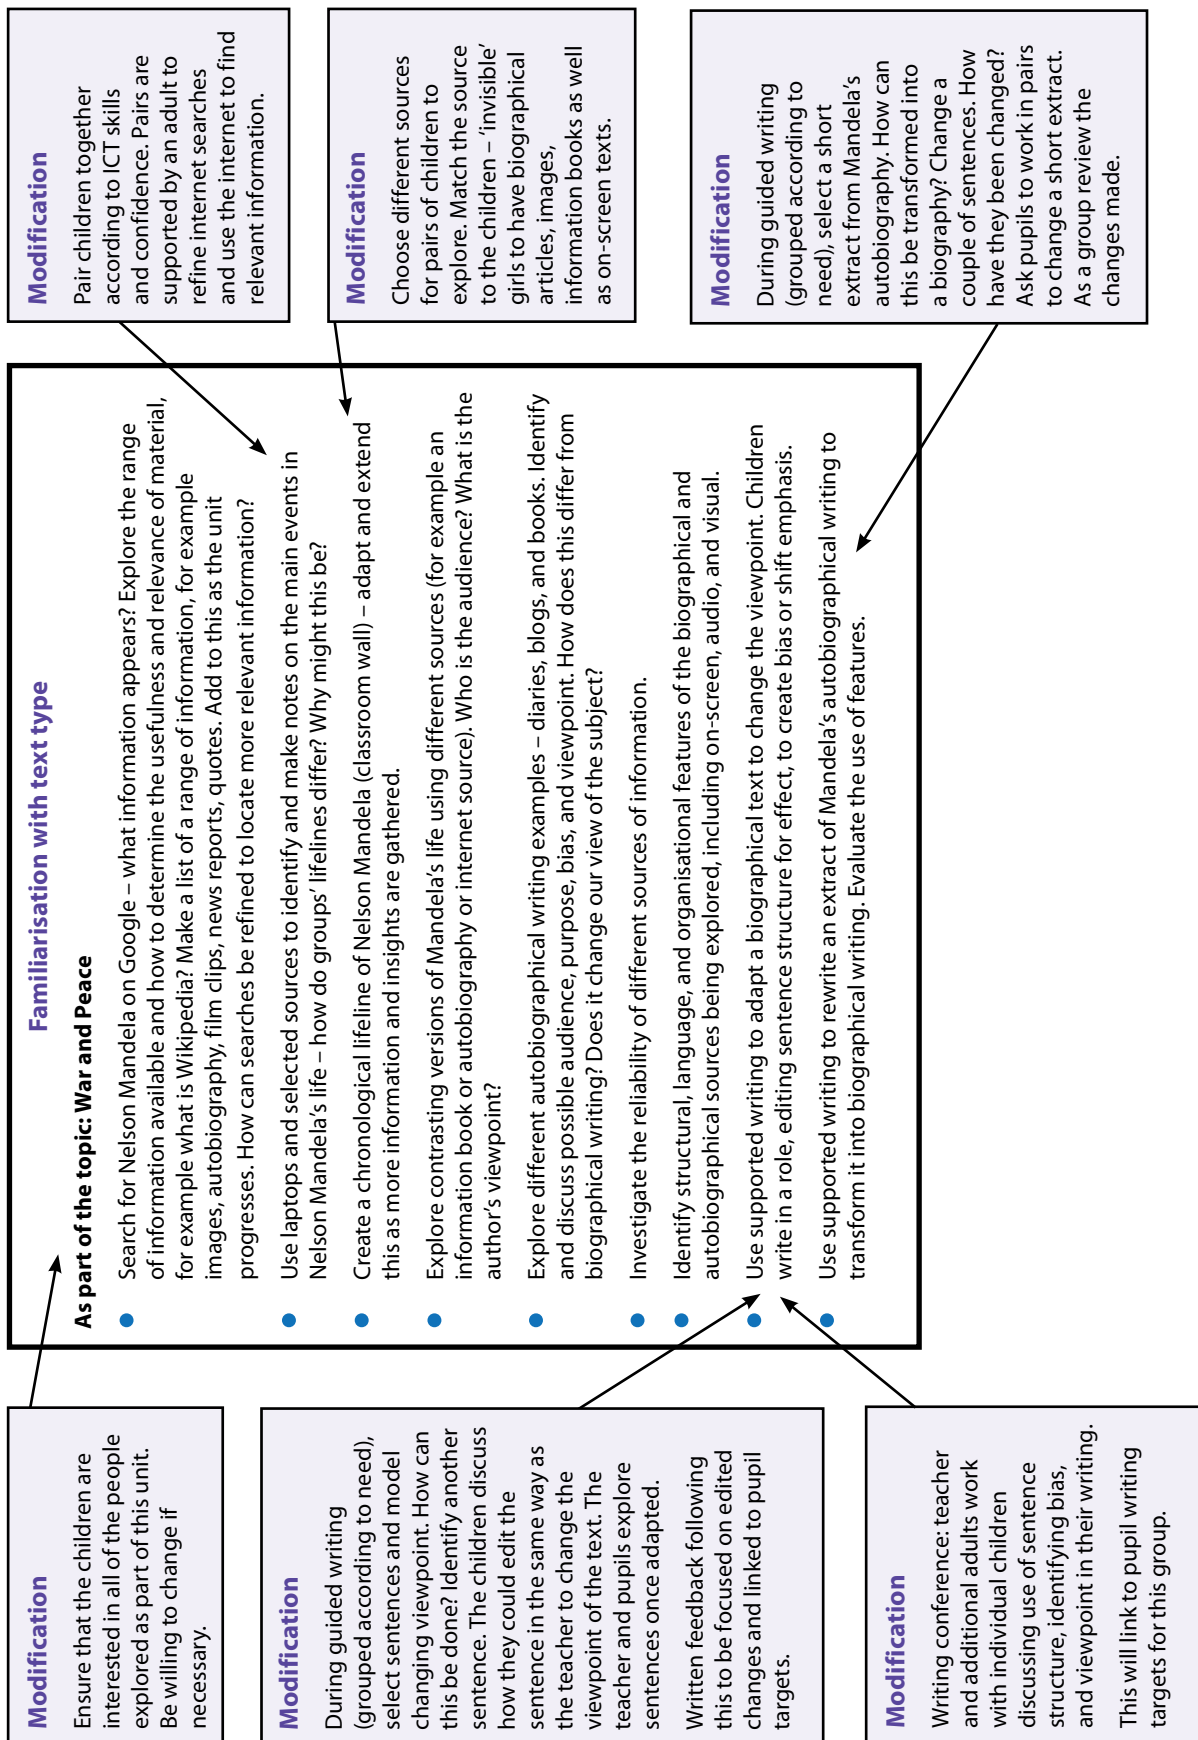 Modification
Ensure that the children are
interested in all of the people
explored as part of this unit.
Be willing to change if
necessary.
Modification
During guided writing
(grouped according to need),
select sentences and model
changing viewpoint. How can
this be done? Identify another
sentence. The children discuss
how they could edit the
sentence in the same way as
the teacher to change the
viewpoint of the text. The
teacher and pupils explore
sentences once adapted.
Written feedback following
this to be focused on edited
changes and linked to pupil
targets.
Modification
Writing conference: teacher
and additional adults work
with individual children
discussing use of sentence
structure, identifying bias,
and viewpoint in their writing.
This will link to pupil writing
targets for this group.
Familiarisation with text type
As part of the topic: War and Peace
● Search for Nelson Mandela on Google – what information appears? Explore the range
of information available and how to determine the usefulness and relevance of material,
for example what is Wikipedia? Make a list of a range of information, for example
images, autobiography, film clips, news reports, quotes. Add to this as the unit
progresses. How can searches be refined to locate more relevant information?
● Use laptops and selected sources to identify and make notes on the main events in
Nelson Mandela’s life – how do groups’ lifelines differ? Why might this be?
● Create a chronological lifeline of Nelson Mandela (classroom wall) – adapt and extend
this as more information and insights are gathered.
● Explore contrasting versions of Mandela’s life using different sources (for example an
information book or autobiography or internet source). Who is the audience? What is the
author’s viewpoint?
● Explore different autobiographical writing examples – diaries, blogs, and books. Identify
and discuss possible audience, purpose, bias, and viewpoint. How does this differ from
biographical writing? Does it change our view of the subject?
● Investigate the reliability of different sources of information.
● Identify structural, language, and organisational features of the biographical and
autobiographical sources being explored, including on-screen, audio, and visual.
● Use supported writing to adapt a biographical text to change the viewpoint. Children
write in a role, editing sentence structure for effect, to create bias or shift emphasis.
● Use supported writing to rewrite an extract of Mandela’s autobiographical writing to
transform it into biographical writing. Evaluate the use of features.
Modification
Pair children together
according to ICT skills
and confidence. Pairs are
supported by an adult to
refine internet searches
and use the internet to find
relevant information.
Modification
Choose different sources
for pairs of children to
explore. Match the source
to the children – ‘invisible’
girls to have biographical
articles, images,
information books as well
as on-screen texts.
Modification
During guided writing
(grouped according to
need), select a short
extract from Mandela’s
autobiography. How can
this be transformed into
a biography? Change a
couple of sentences. How
have they been changed?
Ask pupils to work in pairs
to change a short extract.
As a group review the
changes made.